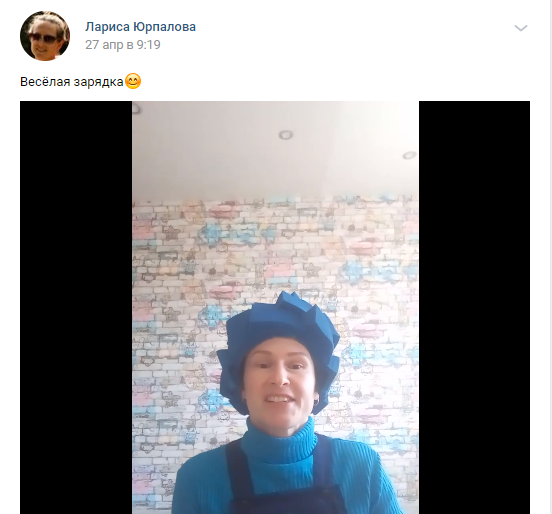 Лариса Юрпалова
27 апр в 9:19
Весёлая зарядка😊